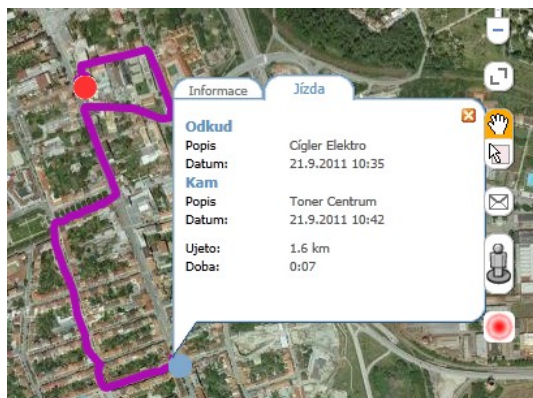 Informace
Jízda
Odkud
Popis Cígler Elektro
Datum: 21.9.2011 10:35
Kam
Popis Toner Centrum
Datum: 21.9.2011 10:42
Ujeto: 1.6 km
Doba: 0:07